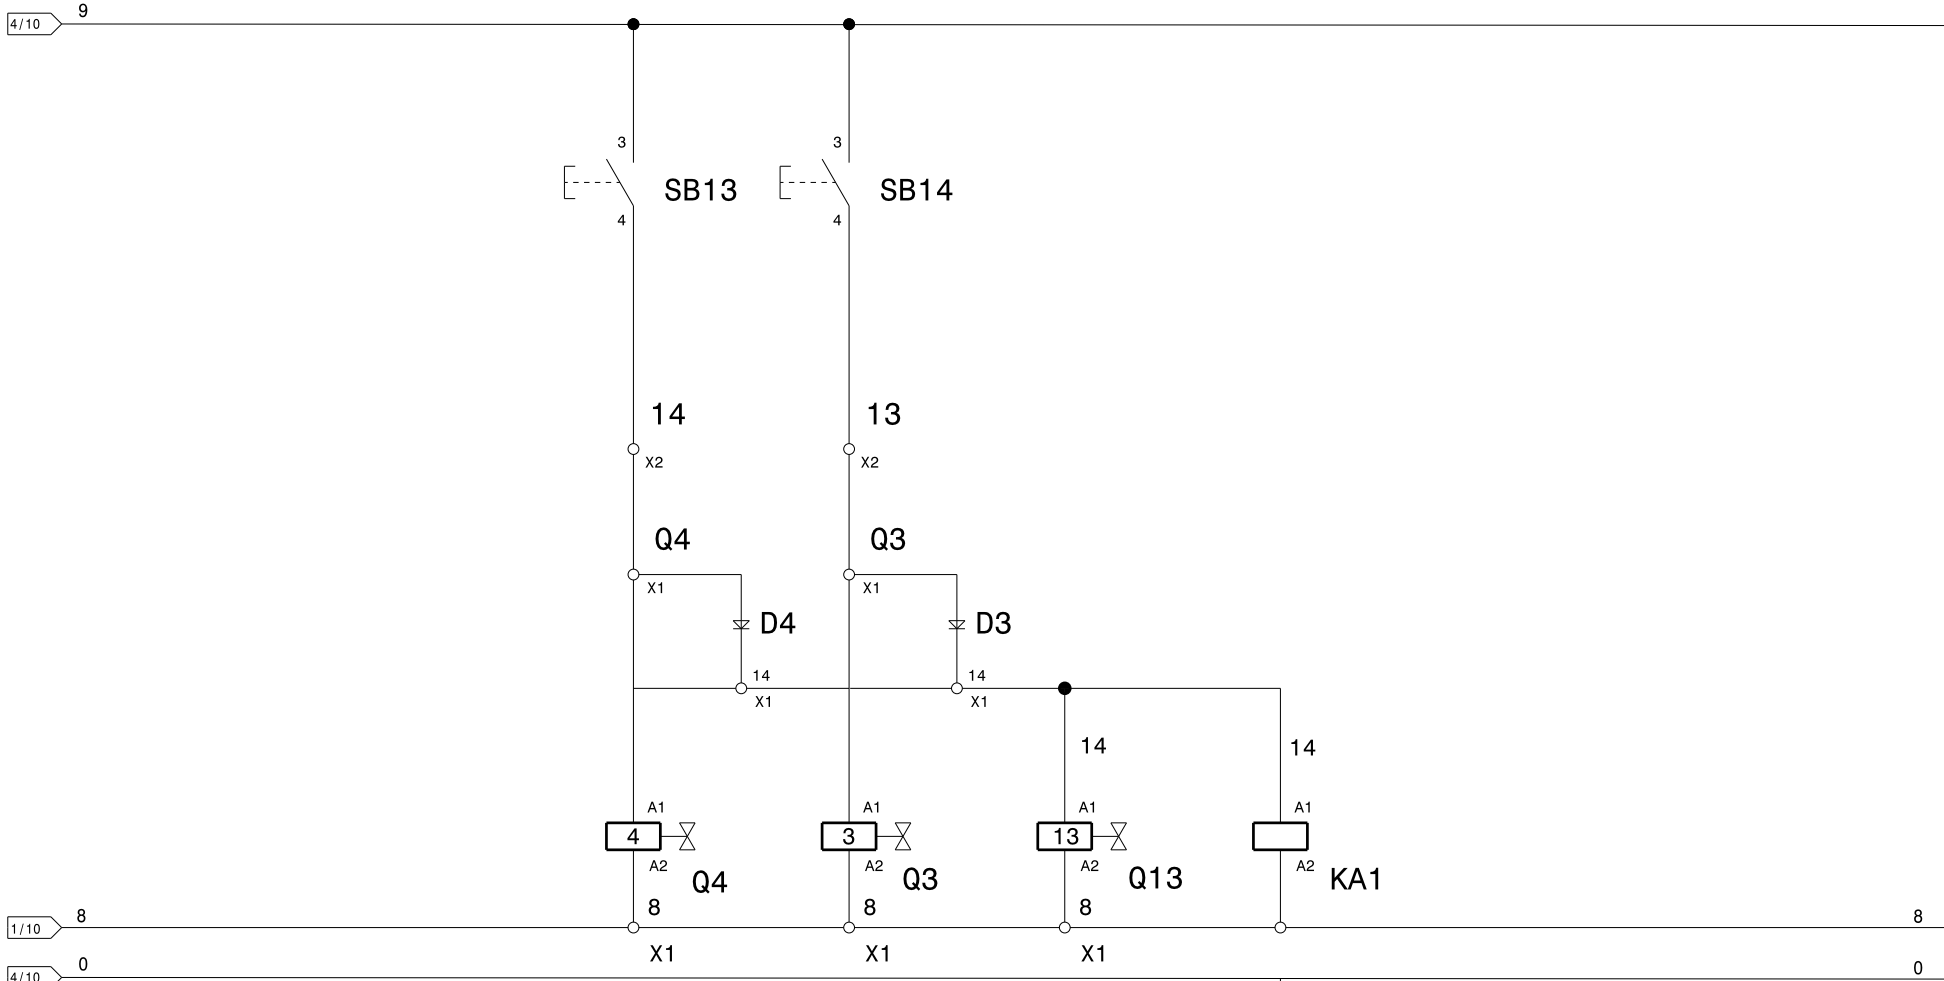 9
4/10
3 3
SB13 SB14
4 4
14 13
X2 X2
Q4 Q3
X1 X1
D4 D3
14 14
X1 X1
14 14
A1 A1 A1 A1
4 3 13
A2 A2 A2 A2
Q4 Q3 Q13 KA1
8 8 8
8 8
1/10
X1 X1 X1
0 0
4/10